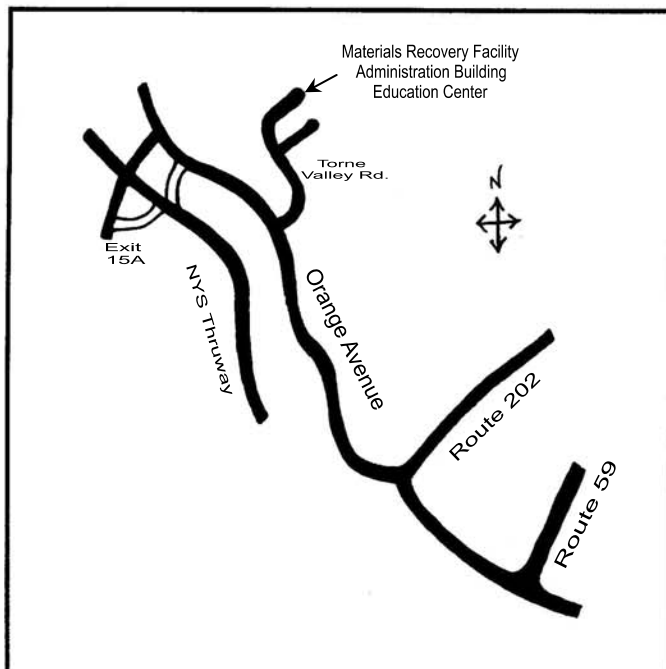 Materials Recovery Facility
Administration Building
Education Center
Torne
Valley Rd.
N
Exit
15A
NYS Thruway
Orange Avenue
Route 202
Route 59